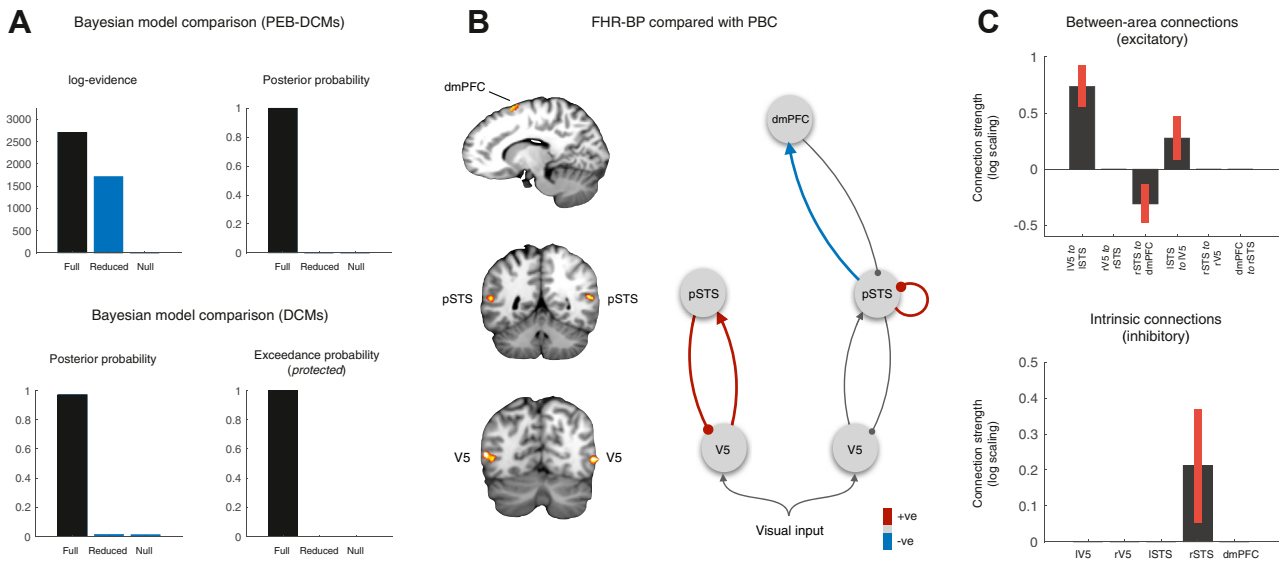 A
Bayesian model comparison (PEB-DCMs)
log-evidence
3000
2500
2000
1500
1000
500
0
Full Reduced Null
Posterior probability
1
0.8
0.6
0.4
0.2
0
Full Reduced Null
Bayesian model comparison (DCMs)
Posterior probability
1
0.8
0.6
0.4
0.2
0
Full Reduced Null
Exceedance probability
(protected)
1
0.8
0.6
0.4
0.2
0
Full Reduced Null
B
FHR-BP compared with PBC
dmPFC
pSTS
pSTS
V5
V5
dmPFC
pSTS
pSTS
V5
V5
Visual input
+ve
-ve
C
Between-area connections
(excitatory)
Connection strength
(log scaling)
1
0.5
0
-0.5
lV5 to
lSTS
rV5 to
rSTS
rSTS to
dmPFC
lSTS
to lV5
rSTS to
rV5
dmPFC
to rSTS
Intrinsic connections
(inhibitory)
Connection strength
(log scaling)
0.5
0.4
0.3
0.2
0.1
0
lV5 rV5 lSTS rSTS dmPFC